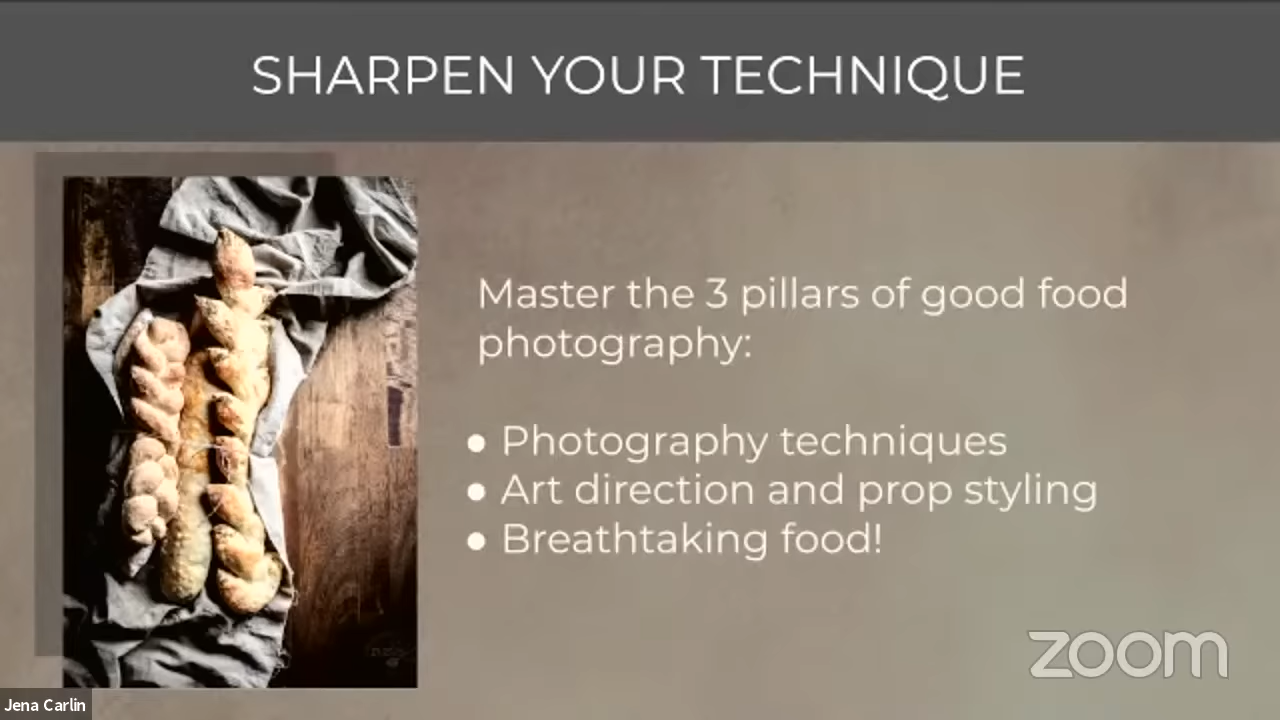 SHARPEN YOUR TECHNIQUE
Master the 3 pillars of good food
photography:
● Photography techniques
● Art direction and prop styling
● Breathtaking food!
zoom
Jena Carlin